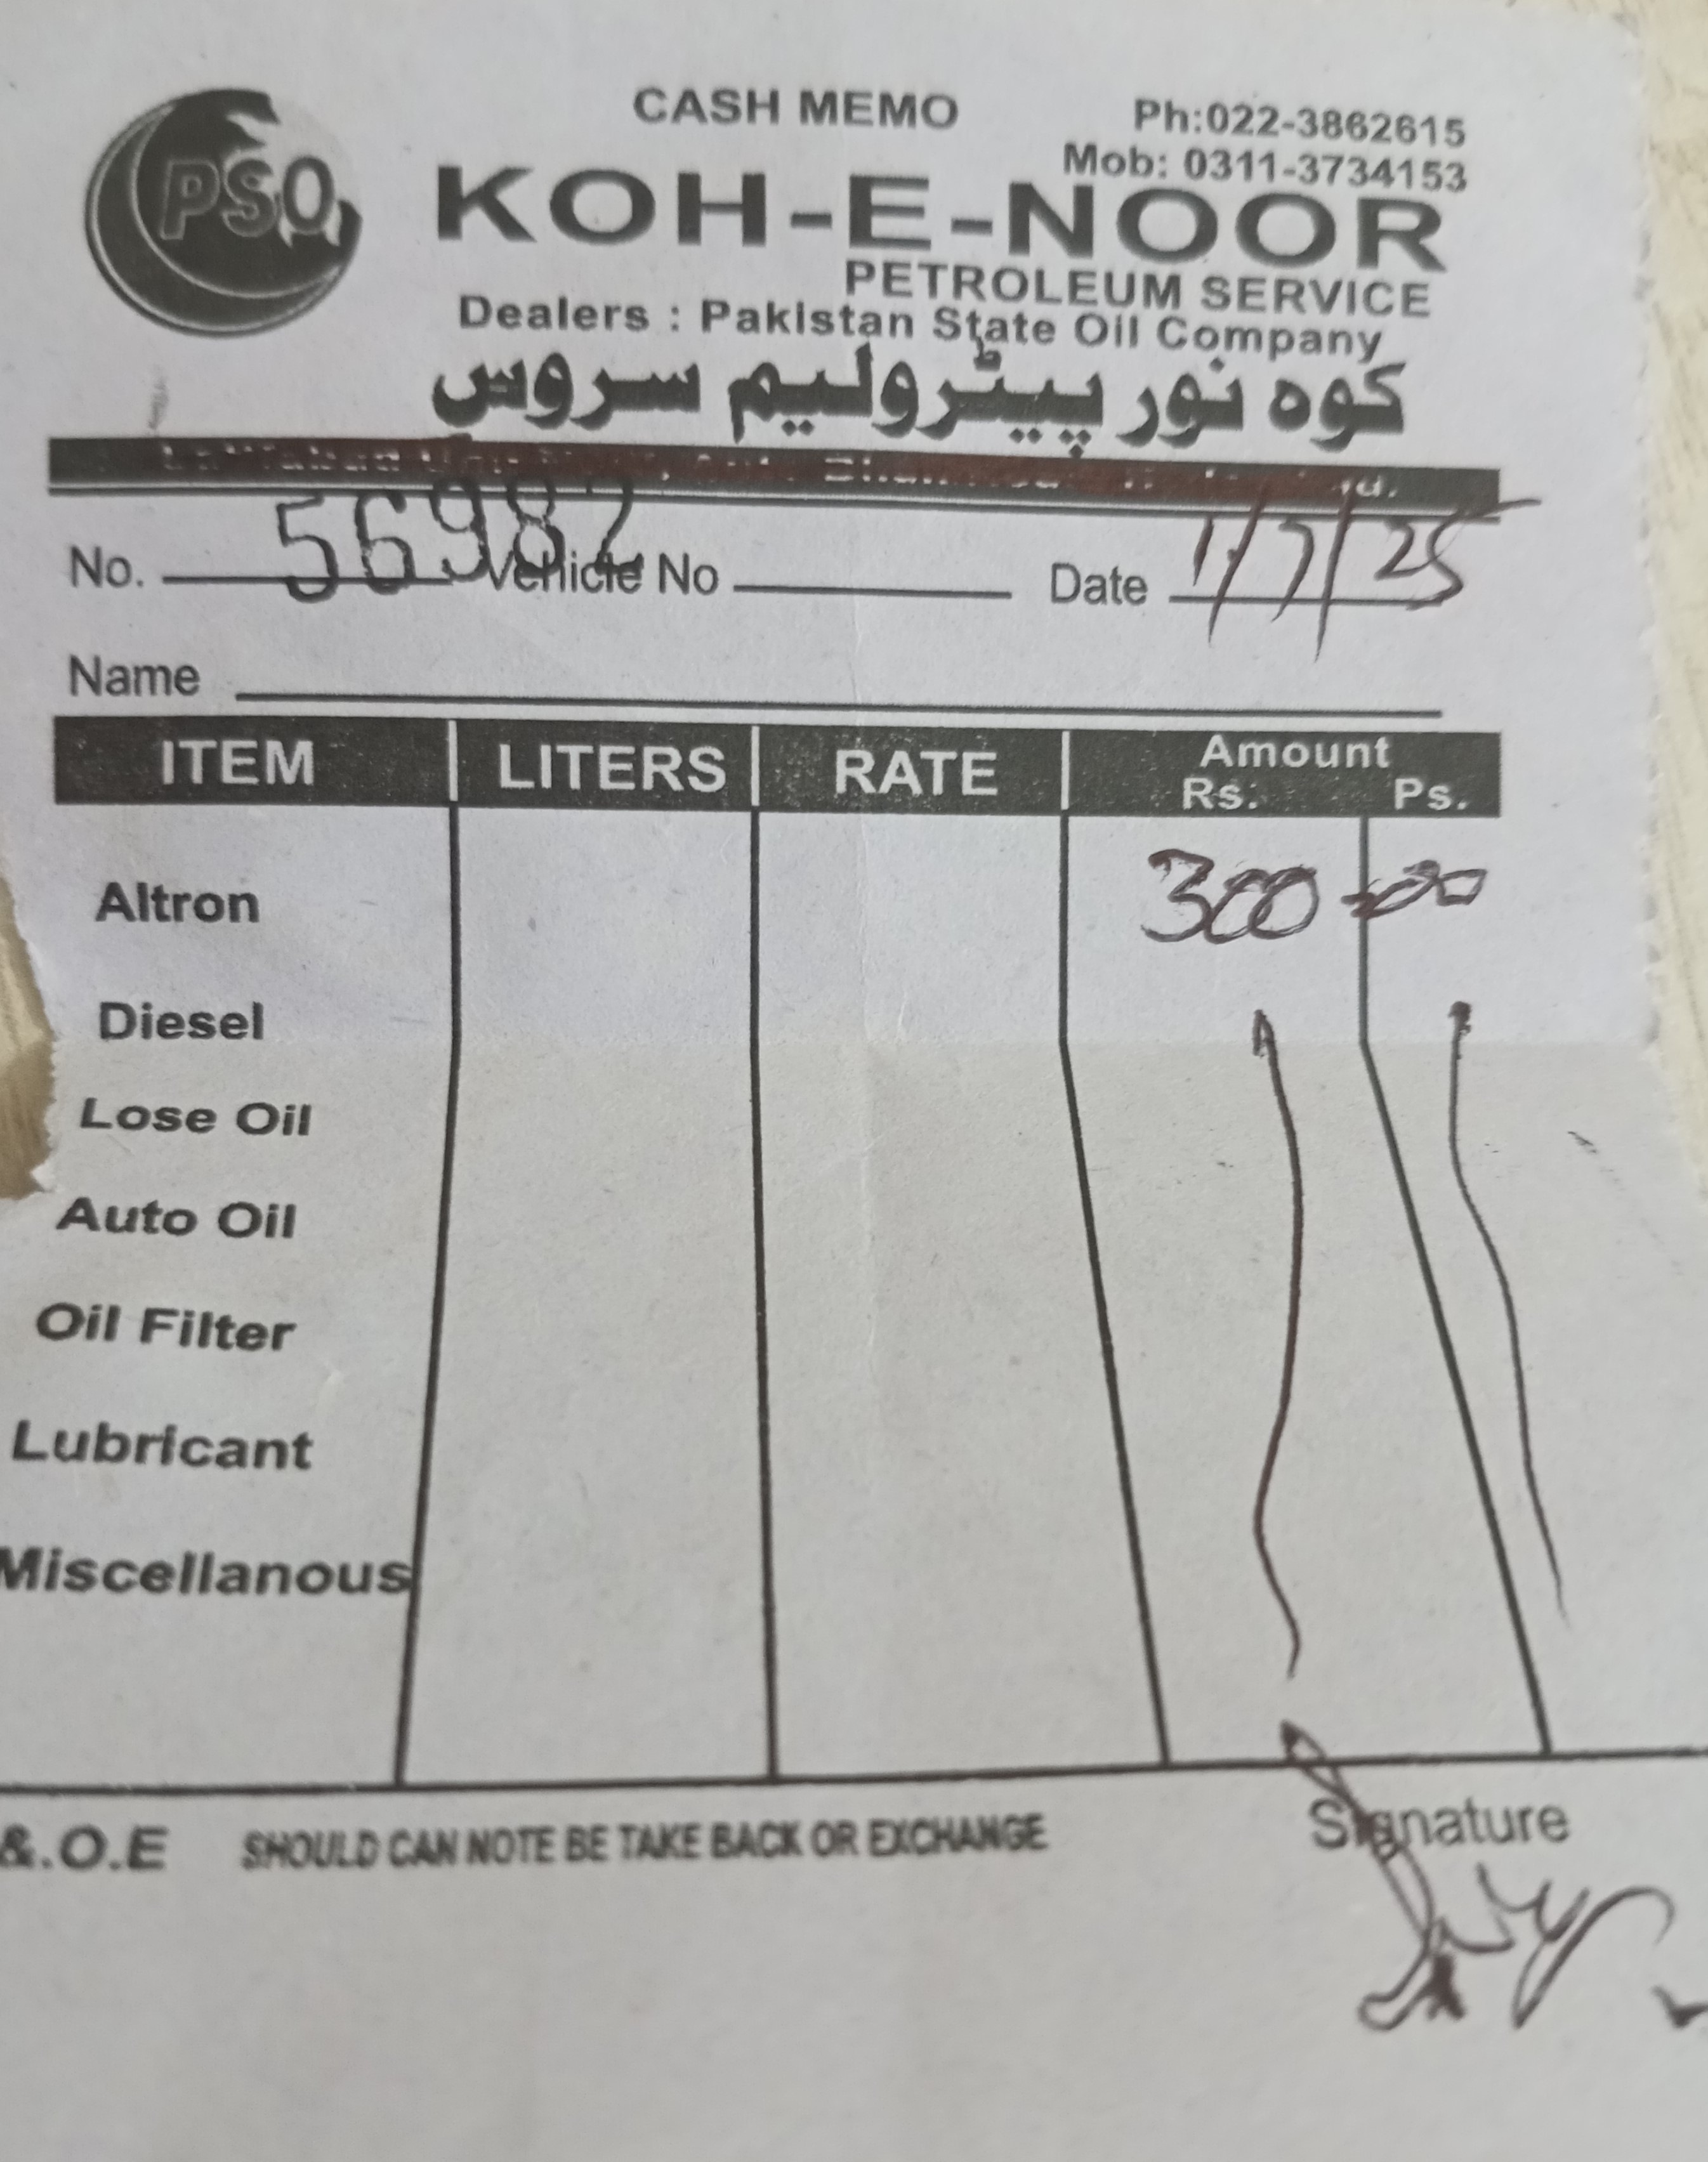 CASH MEMO
Ph:022-3862615
Mob: 0311-3734153
PSO
KOH-E-NOOR
PETROLEUM SERVICE
Dealers : Pakistan State Oil Company
کوہ نور پیٹرولیم سروس
No. 56982 Vehicle No Date 1/7/25
Name
ITEM LITERS RATE Amount
Rs. Ps.
Altron 300 - 00
Diesel
Lose Oil
Auto Oil
Oil Filter
Lubricant
Miscellanous
&.O.E SHOULD CAN NOTE BE TAKE BACK OR EXCHANGE Signature